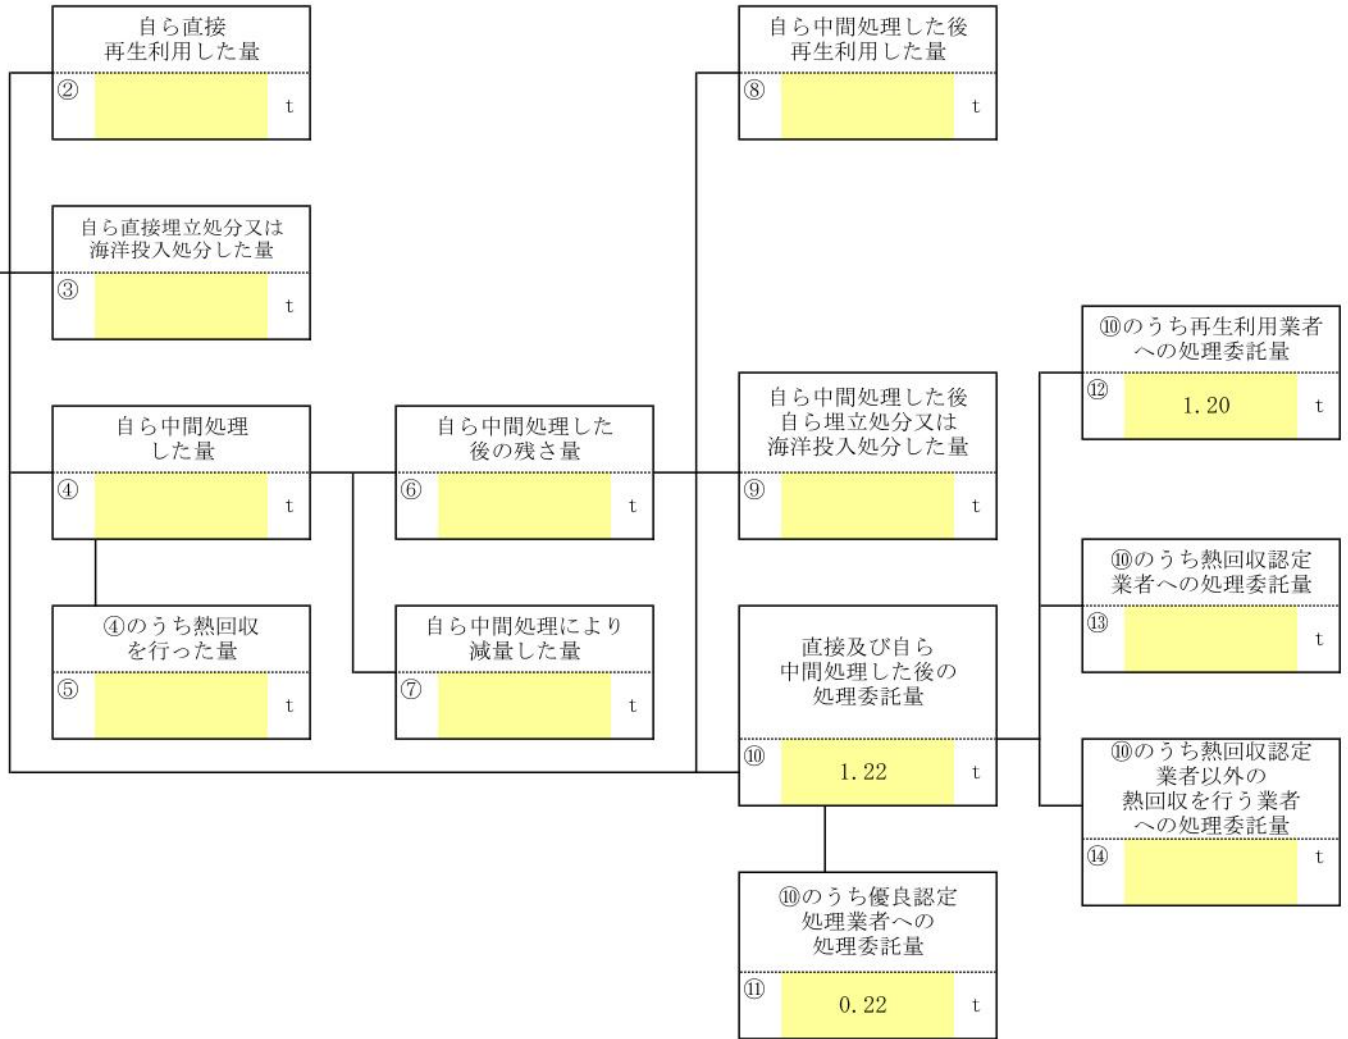 自ら直接
再生利用した量
②
t
自ら中間処理した後
再生利用した量
⑧
t
自ら直接埋立処分又は
海洋投入処分した量
③
t
⑩のうち再生利用業者
への処理委託量
⑫
1.20
t
自ら中間処理
した量
④
t
自ら中間処理した
後の残さ量
⑥
t
自ら中間処理した後
自ら埋立処分又は
海洋投入処分した量
⑨
t
⑩のうち熱回収認定
業者への処理委託量
⑬
t
④のうち熱回収
を行った量
⑤
t
自ら中間処理により
減量した量
⑦
t
直接及び自ら
中間処理した後の
処理委託量
⑩
1.22
t
⑩のうち熱回収認定
業者以外の
熱回収を行う業者
への処理委託量
⑭
t
⑩のうち優良認定
処理業者への
処理委託量
⑪
0.22
t